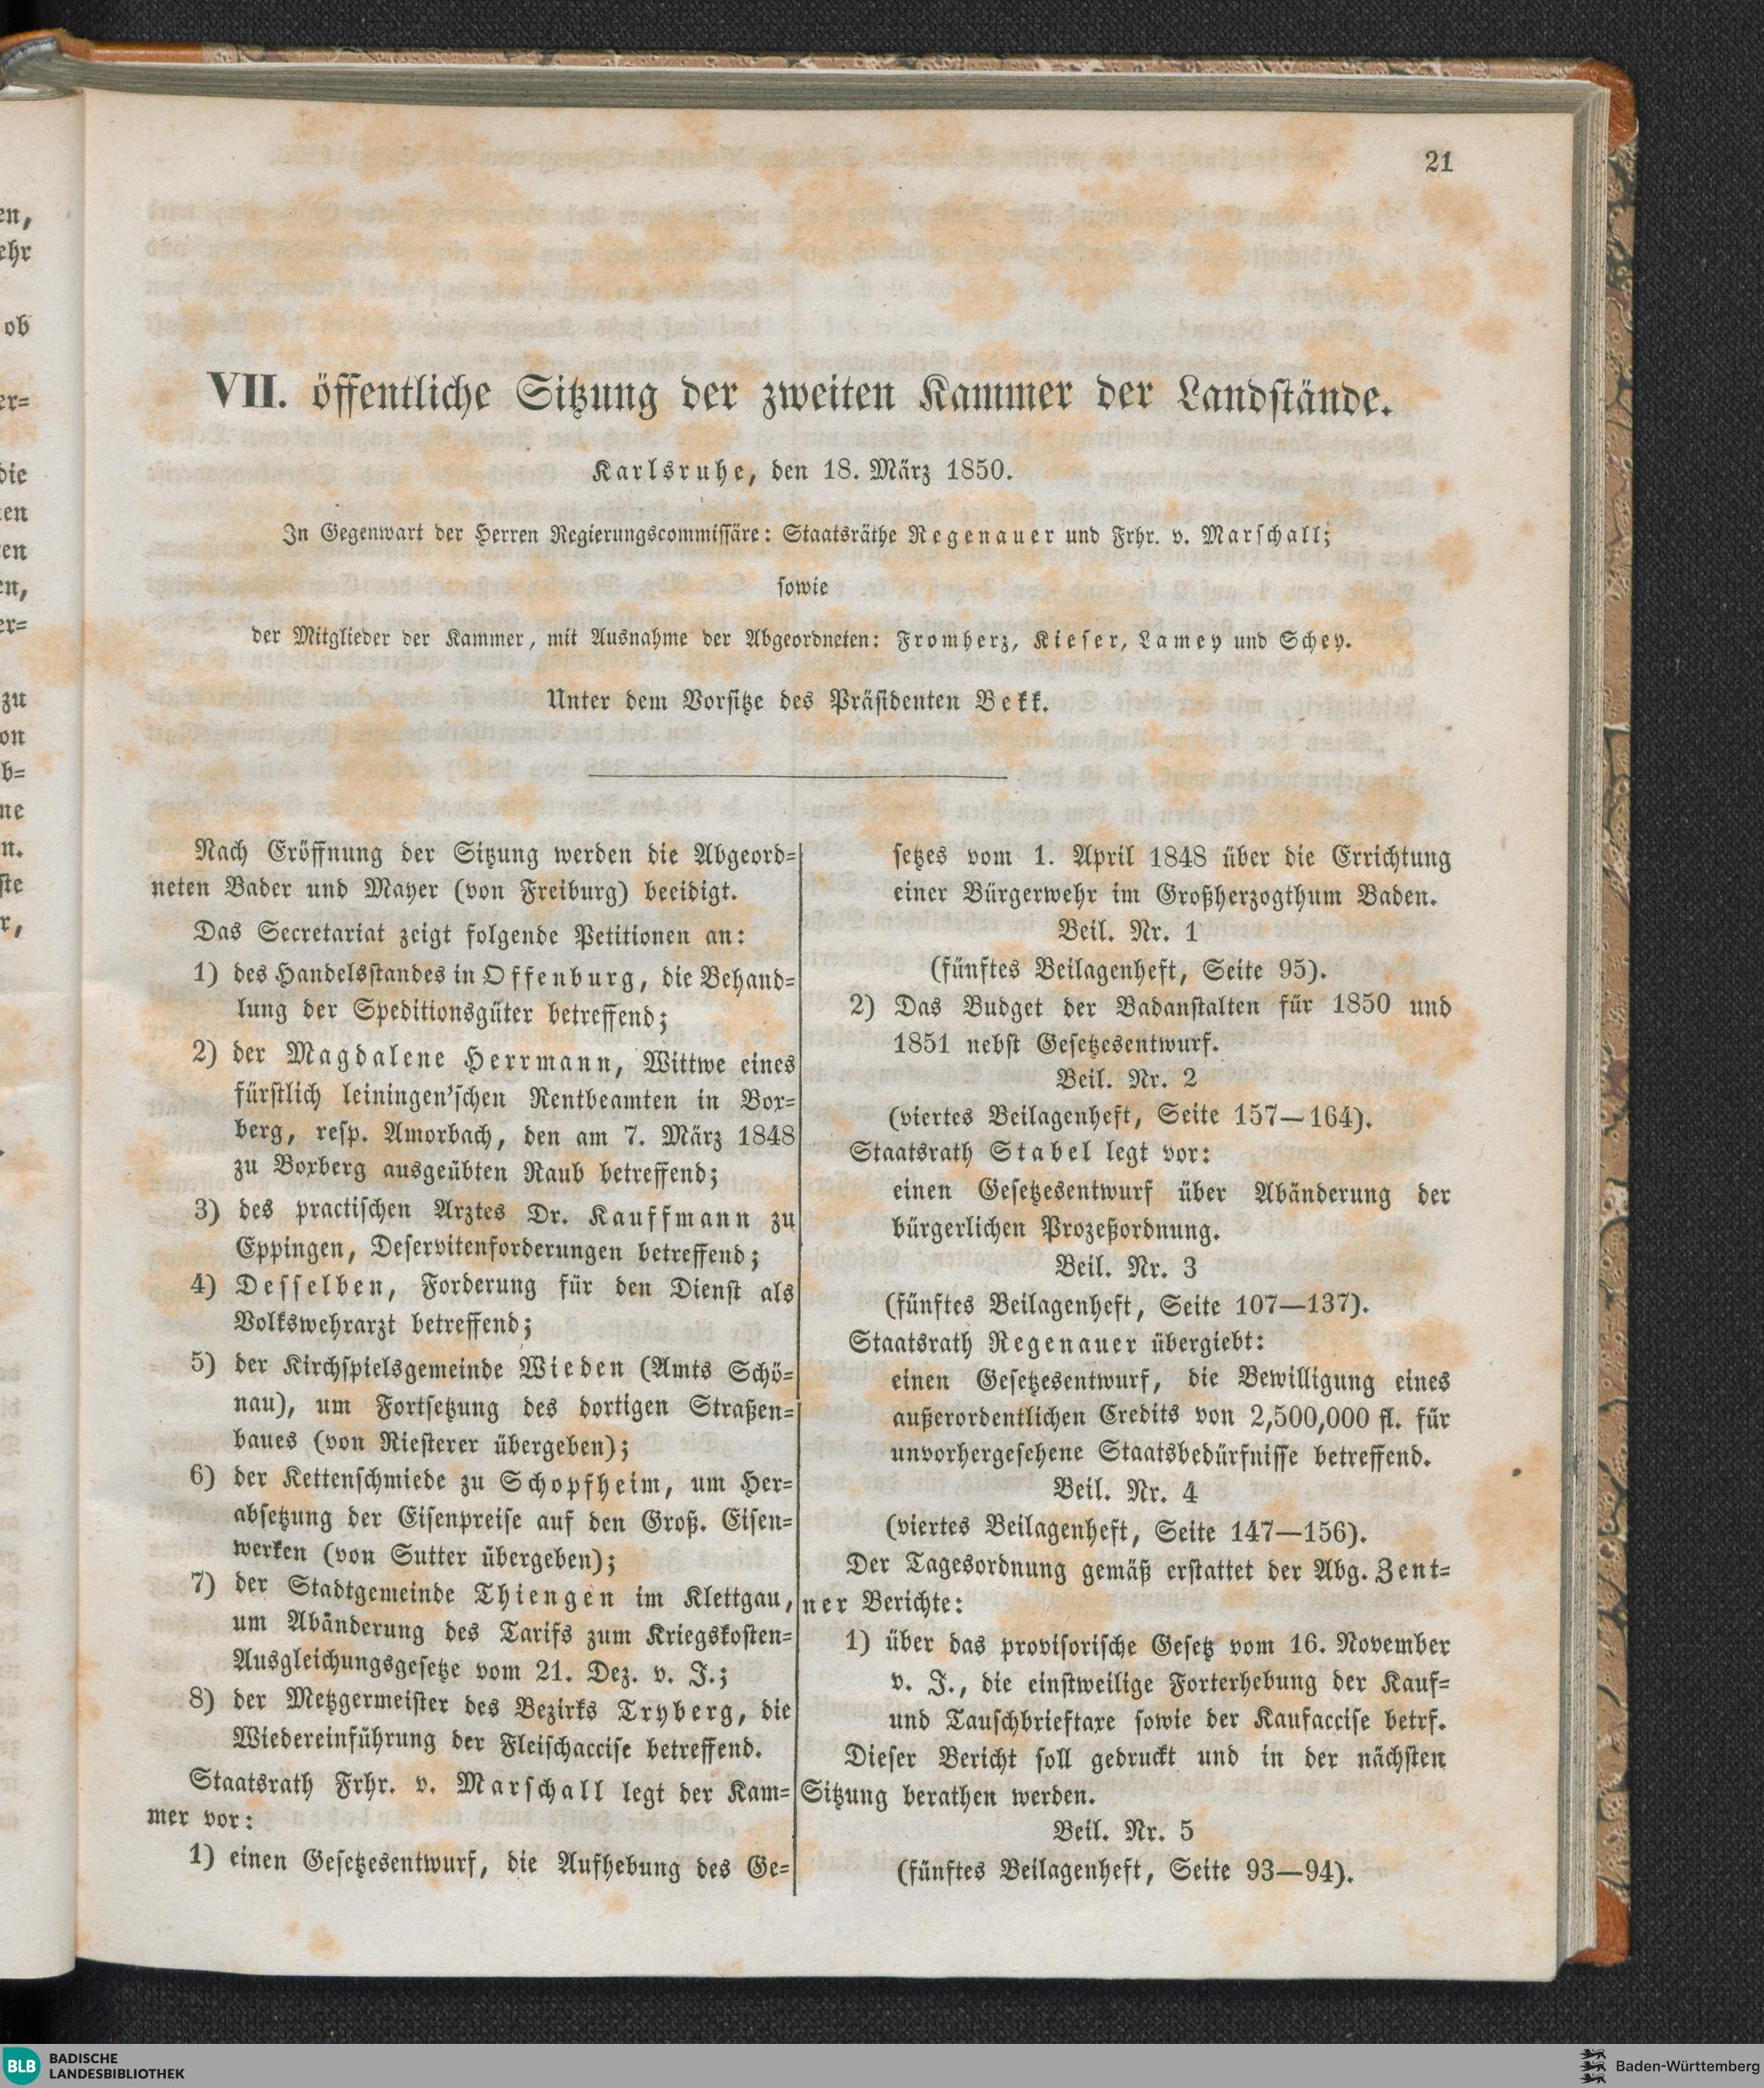 21
VII. öffentliche Sitzung der zweiten Kammer der Landstände.
Karlsruhe, den 18. März 1850.
In Gegenwart der Herren Regierungscommissäre: Staatsräthe Regenauer und Frhr. v. Marschall;
sowie
der Mitglieder der Kammer, mit Ausnahme der Abgeordneten: Fromherz, Kieser, Lamey und Schey.
Unter dem Vorsitze des Präsidenten Bekk.
Nach Eröffnung der Sitzung werden die Abgeord-
neten Bader und Mayer (von Freiburg) beeidigt.
Das Secretariat zeigt folgende Petitionen an:
1) des Handelsstandes in Offenburg, die Behand-
lung der Speditionsgüter betreffend;
2) der Magdalene Herrmann, Wittwe eines
fürstlich leiningen'schen Rentbeamten in Box-
berg, resp. Amorbach, den am 7. März 1848
zu Boxberg ausgeübten Raub betreffend;
3) des practischen Arztes Dr. Kauffmann zu
Eppingen, Deservitenforderungen betreffend;
4) Desselben, Forderung für den Dienst als
Volkswehrarzt betreffend;
5) der Kirchspielsgemeinde Wieden (Amts Schö-
nau), um Fortsetzung des dortigen Straßen-
baues (von Riesterer übergeben);
6) der Kettenschmiede zu Schopfheim, um Her-
absetzung der Eisenpreise auf den Groß. Eisen-
werken (von Sutter übergeben);
7) der Stadtgemeinde Thiengen im Klettgau,
um Abänderung des Tarifs zum Kriegskosten-
Ausgleichungsgesetze vom 21. Dez. v. J.;
8) der Metzgermeister des Bezirks Tryberg, die
Wiedereinführung der Fleischaccise betreffend.
Staatsrath Frhr. v. Marschall legt der Kam-
mer vor:
1) einen Gesetzesentwurf, die Aufhebung des Ge-
setzes vom 1. April 1848 über die Errichtung
einer Bürgerwehr im Großherzogthum Baden.
Beil. Nr. 1
(fünftes Beilagenheft, Seite 95).
2) Das Budget der Badanstalten für 1850 und
1851 nebst Gesetzesentwurf.
Beil. Nr. 2
(viertes Beilagenheft, Seite 157—164).
Staatsrath Stabel legt vor:
einen Gesetzesentwurf über Abänderung der
bürgerlichen Prozeßordnung.
Beil. Nr. 3
(fünftes Beilagenheft, Seite 107—137).
Staatsrath Regenauer übergiebt:
einen Gesetzesentwurf, die Bewilligung eines
außerordentlichen Credits von 2,500,000 fl. für
unvorhergesehene Staatsbedürfnisse betreffend.
Beil. Nr. 4
(viertes Beilagenheft, Seite 147—156).
Der Tagesordnung gemäß erstattet der Abg. Zent-
ner Berichte:
1) über das provisorische Gesetz vom 16. November
v. J., die einstweilige Forterhebung der Kauf-
und Tauschbrieftaxe sowie der Kaufaccise betrf.
Dieser Bericht soll gedruckt und in der nächsten
Sitzung berathen werden.
Beil. Nr. 5
(fünftes Beilagenheft, Seite 93—94).
BLB BADISCHE
LANDESBIBLIOTHEK
Baden-Württemberg